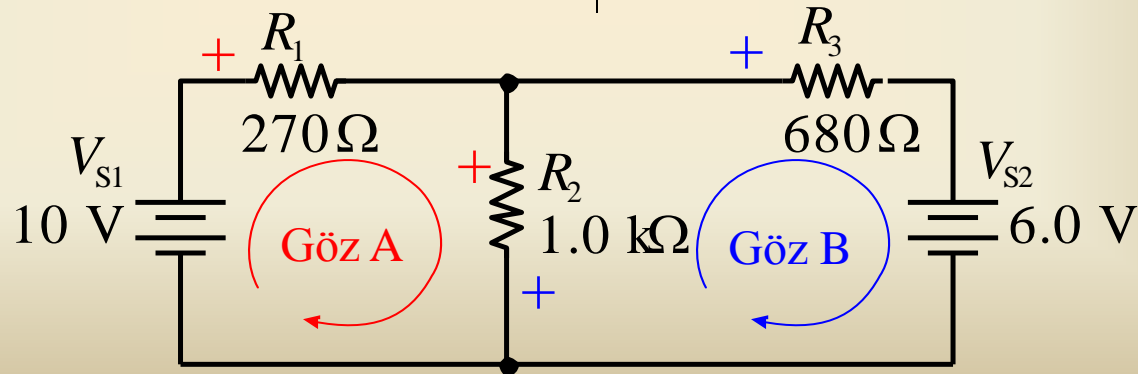 + R1
270Ω
VS1
10 V
+
Göz A
R2
1.0 kΩ
+
+ R3
680Ω
Göz B
VS2
6.0 V